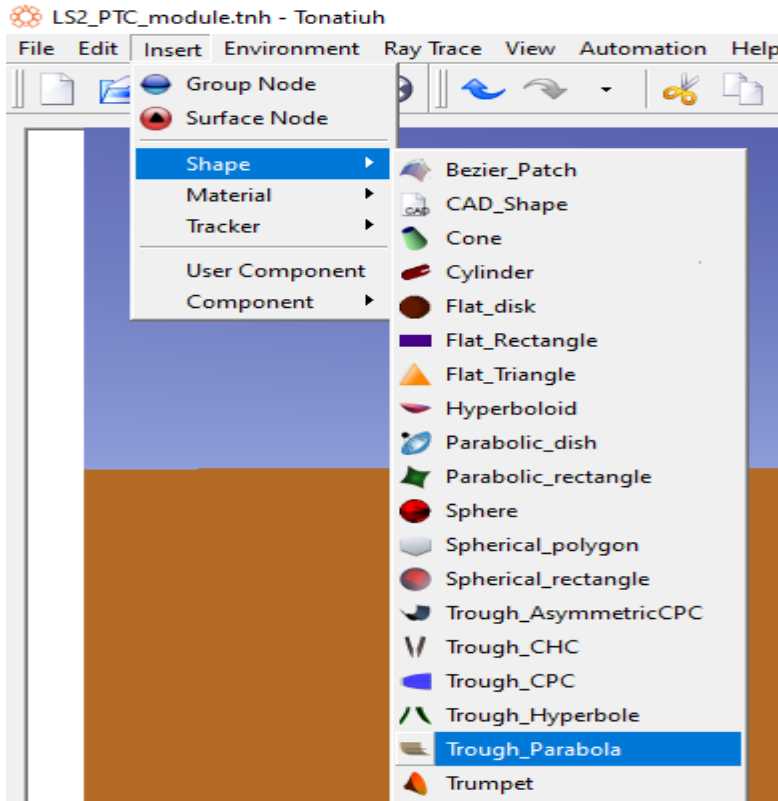 LS2_PTC_module.tnh - Tonatiuh
File Edit Insert Environment Ray Trace View Automation Help
Group Node
Surface Node
Shape
Material
Tracker
User Component
Component
Bezier_Patch
CAD
CAD_Shape
Cone
Cylinder
Flat_disk
Flat_Rectangle
Flat_Triangle
Hyperboloid
Parabolic_dish
Parabolic_rectangle
Sphere
Spherical_polygon
Spherical_rectangle
Trough_AsymmetricCPC
Trough_CHC
Trough_CPC
Trough_Hyperbole
Trough_Parabola
Trumpet